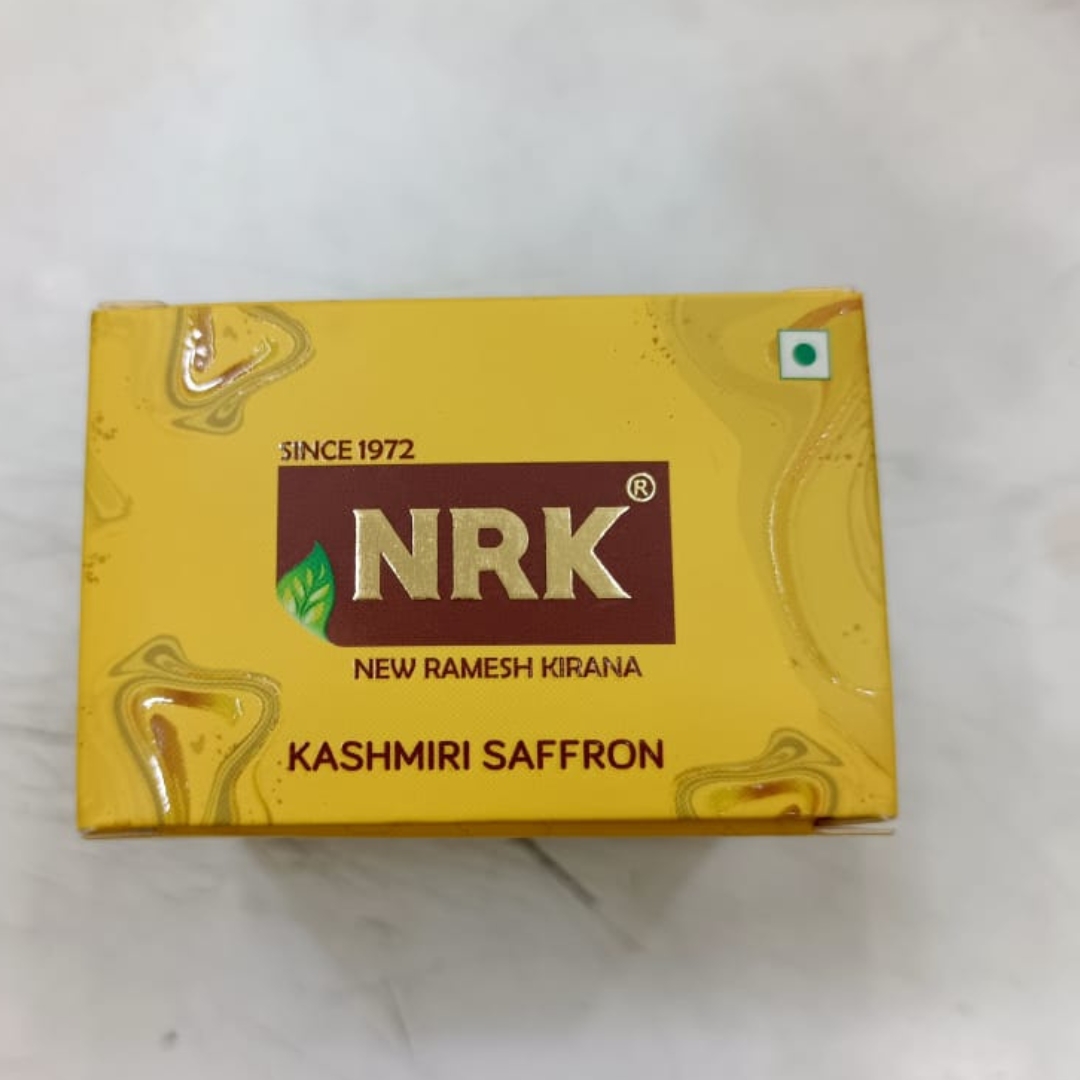 SINCE 1972
NRK®
NEW RAMESH KIRANA
KASHMIRI SAFFRON